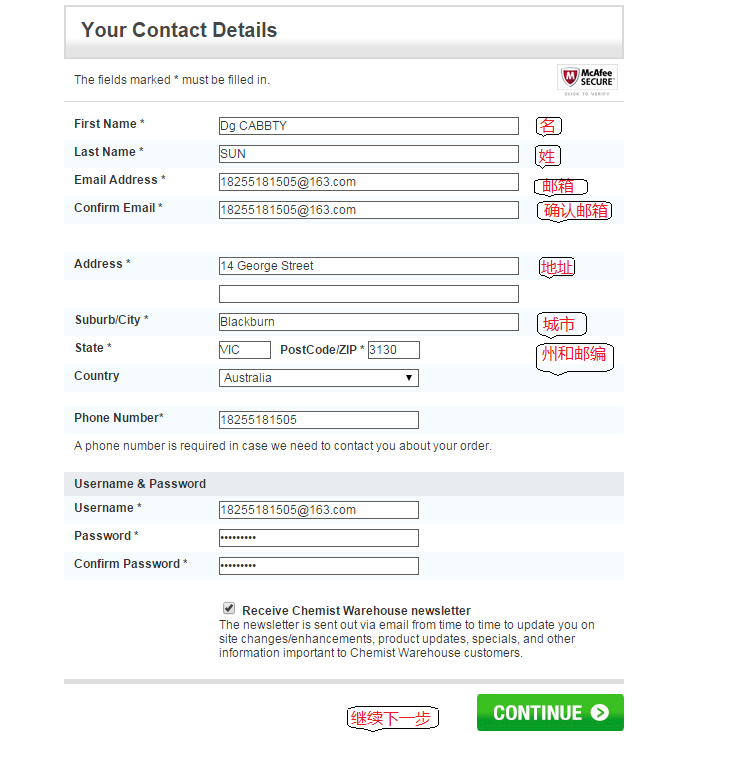 Your Contact Details
The fields marked * must be filled in.
McAfee
SECURE
CLICK TO VERIFY
First Name * Dg CABBTY 名
Last Name * SUN 姓
Email Address * 18255181505@163.com 邮箱
Confirm Email * 18255181505@163.com 确认邮箱
Address * 14 George Street 地址
Suburb/City * Blackburn 城市
State * VIC PostCode/ZIP * 3130 州和邮编
Country Australia
Phone Number* 18255181505
A phone number is required in case we need to contact you about your order.
Username & Password
Username * 18255181505@163.com
Password * •••••••••
Confirm Password * •••••••••
Receive Chemist Warehouse newsletter
The newsletter is sent out via email from time to time to update you on
site changes/enhancements, product updates, specials, and other
information important to Chemist Warehouse customers.
继续下一步 CONTINUE